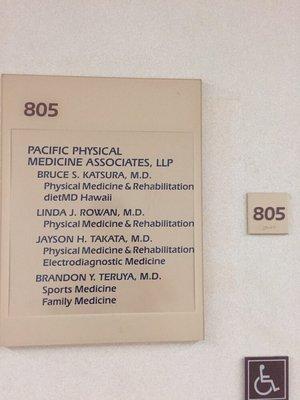 805
PACIFIC PHYSICAL
MEDICINE ASSOCIATES, LLP
BRUCE S. KATSURA, M.D.
Physical Medicine & Rehabilitation
dietMD Hawaii
LINDA J. ROWAN, M.D.
Physical Medicine & Rehabilitation
JAYSON H. TAKATA, M.D.
Physical Medicine & Rehabilitation
Electrodiagnostic Medicine
BRANDON Y. TERUYA, M.D.
Sports Medicine
Family Medicine
805